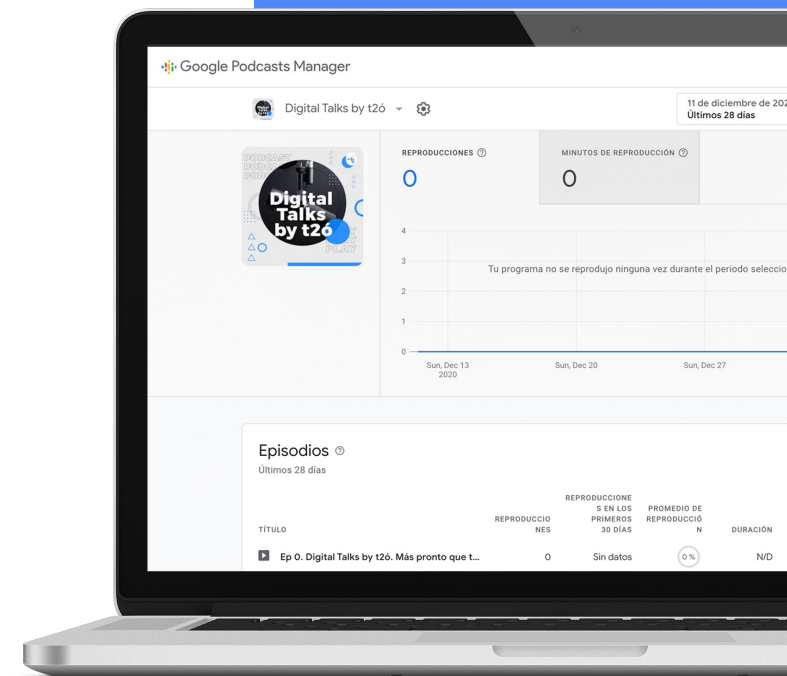 Google Podcasts Manager
Digital Talks by t2ó
11 de diciembre de 202
Últimos 28 días
PODCAST
PODCAST
PODCAST
Digital
Talks
by t2ó
PLAY
REPRODUCCIONES
MINUTOS DE REPRODUCCIÓN
0
0
4
3
Tu programa no se reprodujo ninguna vez durante el periodo seleccio
2
1
0
Sun, Dec 13
2020
Sun, Dec 20
Sun, Dec 27
Episodios
Últimos 28 días
TÍTULO
REPRODUCCIO
NES
REPRODUCCIONE
S EN LOS
PRIMEROS
30 DÍAS
PROMEDIO DE
REPRODUCCIÓ
N
DURACIÓN
Ep 0. Digital Talks by t2ó. Más pronto que t...
0
Sin datos
0 %
N/D